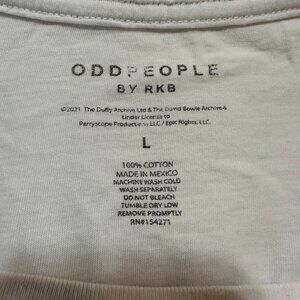 ODDPEOPLE
BY RKB
©2021 The Duffy Archive Ltd & The David Bowie Archive
Under License to
Perryscope Productions LLC / Epic Rights, LLC.
L
100% COTTON
MADE IN MEXICO
MACHINE WASH COLD
WASH SEPARATELY
DO NOT BLEACH
TUMBLE DRY LOW
REMOVE PROMPTLY
RN#154271